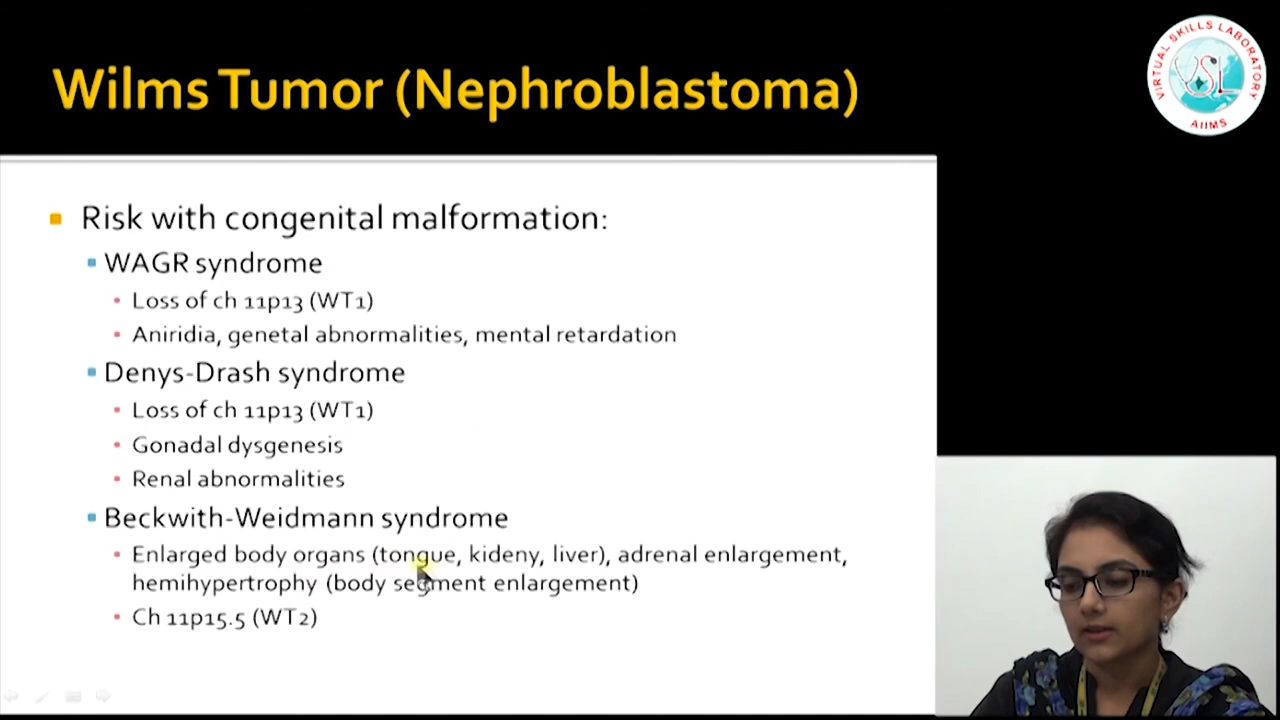 Wilms Tumor (Nephroblastoma)
VIRTUAL SKILLS LABORATORY
VSL
AIIMS
Risk with congenital malformation:
WAGR syndrome
Loss of ch 11p13 (WT1)
Aniridia, genetal abnormalities, mental retardation
Denys-Drash syndrome
Loss of ch 11p13 (WT1)
Gonadal dysgenesis
Renal abnormalities
Beckwith-Weidmann syndrome
Enlarged body organs (tongue, kideny, liver), adrenal enlargement,
hemihypertrophy (body segment enlargement)
Ch 11p15.5 (WT2)